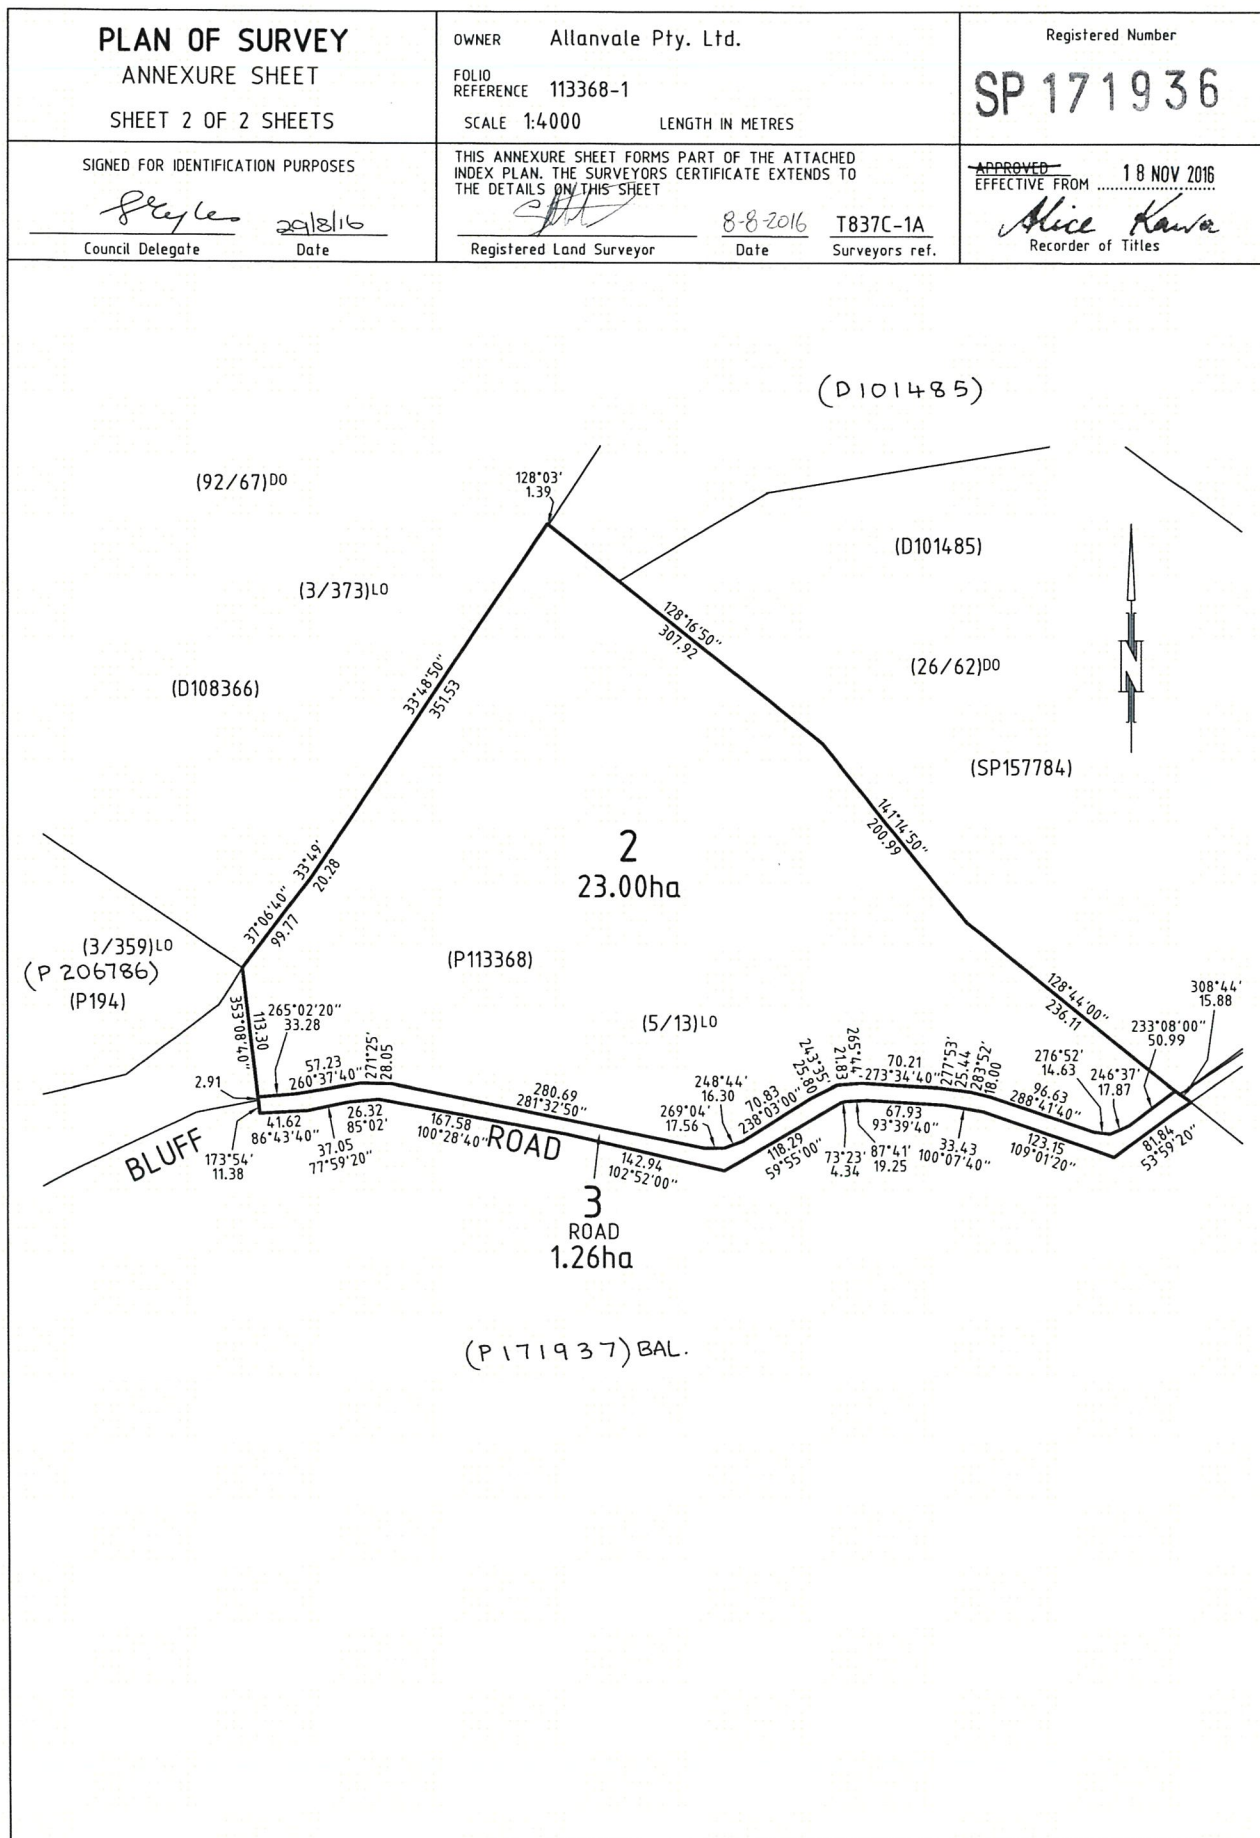 PLAN OF SURVEY
ANNEXURE SHEET
SHEET 2 OF 2 SHEETS
OWNER Allanvale Pty. Ltd.
FOLIO
REFERENCE 113368-1
SCALE 1:4000 LENGTH IN METRES
Registered Number
SP 171936
SIGNED FOR IDENTIFICATION PURPOSES
29/8/16
Council Delegate Date
THIS ANNEXURE SHEET FORMS PART OF THE ATTACHED
INDEX PLAN. THE SURVEYORS CERTIFICATE EXTENDS TO
THE DETAILS ON THIS SHEET
8-8-2016 T837C-1A
Registered Land Surveyor Date Surveyors ref.
APPROVED
EFFECTIVE FROM 18 NOV 2016
Alice Kawa
Recorder of Titles
(D101485)
(92/67)DO
128°03'
1.39
(D101485)
(3/373)LO
128°16'50"
307.92
(26/62)DO
(D108366)
33°48'50"
351.53
N
(SP157784)
141°14'50"
200.99
2
23.00ha
33°49'
20.28
37°06'40"
99.77
(3/359)LO
(P 206786)
(P194)
(P113368)
128°44'00"
236.11
308°44'
15.88
353°08'40"
113.30
265°02'20"
33.28
(5/13)LO
233°08'00"
50.99
2.91
57.23
260°37'40"
271°25'
28.05
280.69
281°32'50"
269°04'
17.56
248°44'
16.30
70.83
238°03'00"
243°35'
25.80
265°44'
21.83
70.21
273°34'40"
277°53'
25.44
283°52'
18.00
96.63
288°41'40"
276°52'
14.63
246°37'
17.87
BLUFF ROAD
173°54'
11.38
41.62
86°43'40"
37.05
77°59'20"
26.32
85°02'
167.58
100°28'40"
142.94
102°52'00"
118.29
59°55'00"
73°23'
4.34
87°41'
19.25
67.93
93°39'40"
33.43
100°07'40"
123.15
109°01'20"
81.84
53°59'20"
3
ROAD
1.26ha
(P171937) BAL.